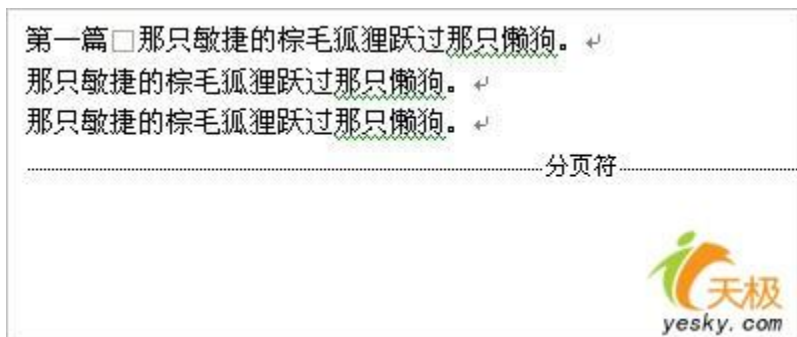 第一篇□那只敏捷的棕毛狐狸跃过那只懒狗。↵
那只敏捷的棕毛狐狸跃过那只懒狗。↵
那只敏捷的棕毛狐狸跃过那只懒狗。↵
分页符
天极
yesky.com